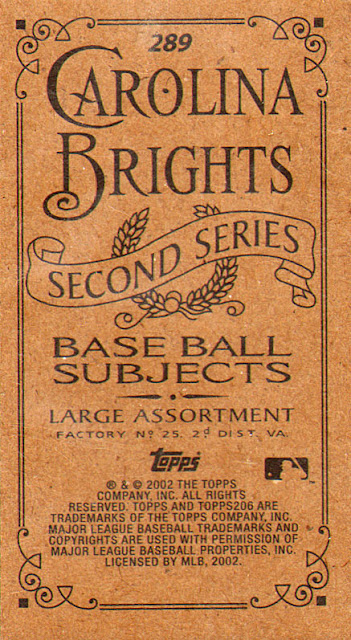 289
CAROLINA
BRIGHTS
SECOND SERIES
BASE BALL
SUBJECTS
LARGE ASSORTMENT
FACTORY Nº 25. 2d DIST. VA.
topps
® & © 2002 THE TOPPS
COMPANY, INC. ALL RIGHTS
RESERVED. TOPPS AND TOPPS206 ARE
TRADEMARKS OF THE TOPPS COMPANY, INC.
MAJOR LEAGUE BASEBALL TRADEMARKS AND
COPYRIGHTS ARE USED WITH PERMISSION OF
MAJOR LEAGUE BASEBALL PROPERTIES, INC.
LICENSED BY MLB, 2002.